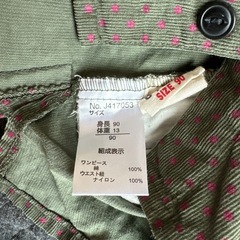 No. J417053
サイズ
身長 90
体重 13
90
組成表示
ワンピース
綿 100%
ウエスト紐
ナイロン 100%
SIZE 90